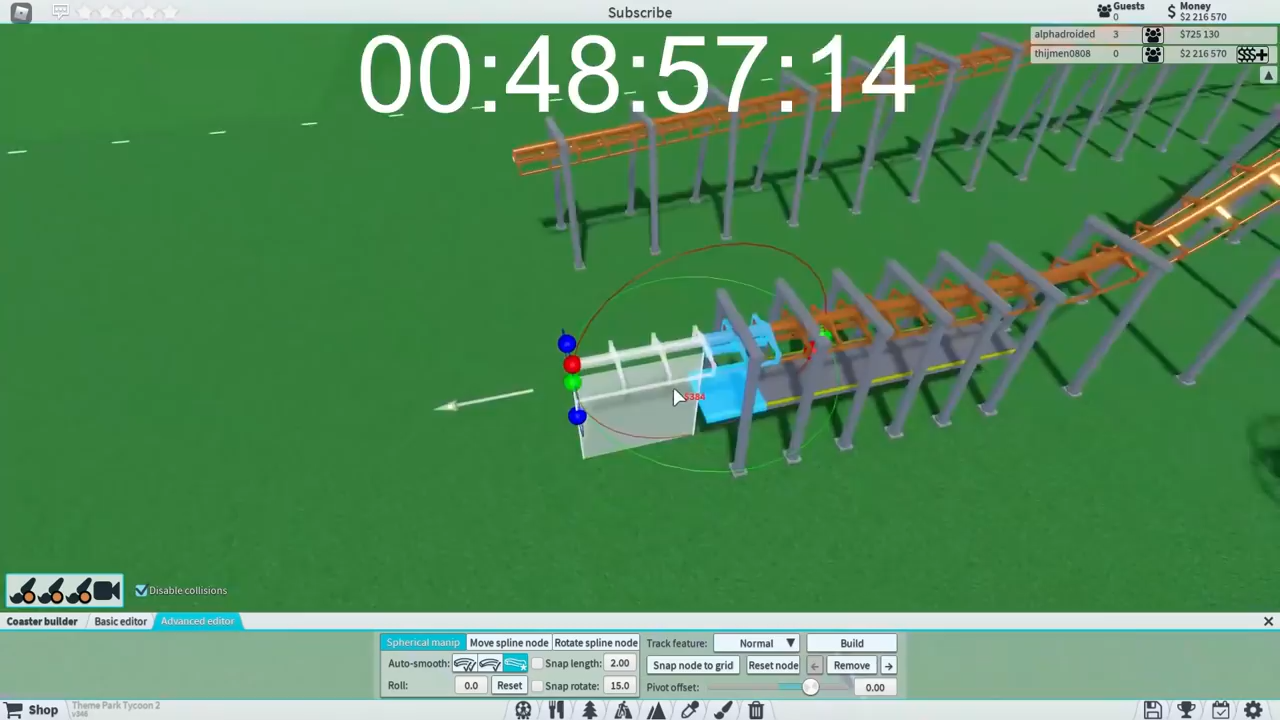 Subscribe
Guests
0
Money
$2 216 570
alphadroided 3 $725 130
thijmen0808 0 $2 216 570 $$$+
00:48:57:14
$384
Disable collisions
Coaster builder Basic editor Advanced editor
Spherical manip Move spline node Rotate spline node Track feature: Normal Build
Auto-smooth: Snap length: 2.00 Snap node to grid Reset node Remove
Roll: 0.0 Reset Snap rotate: 15.0 Pivot offset: 0.00
Shop Theme Park Tycoon 2
v346